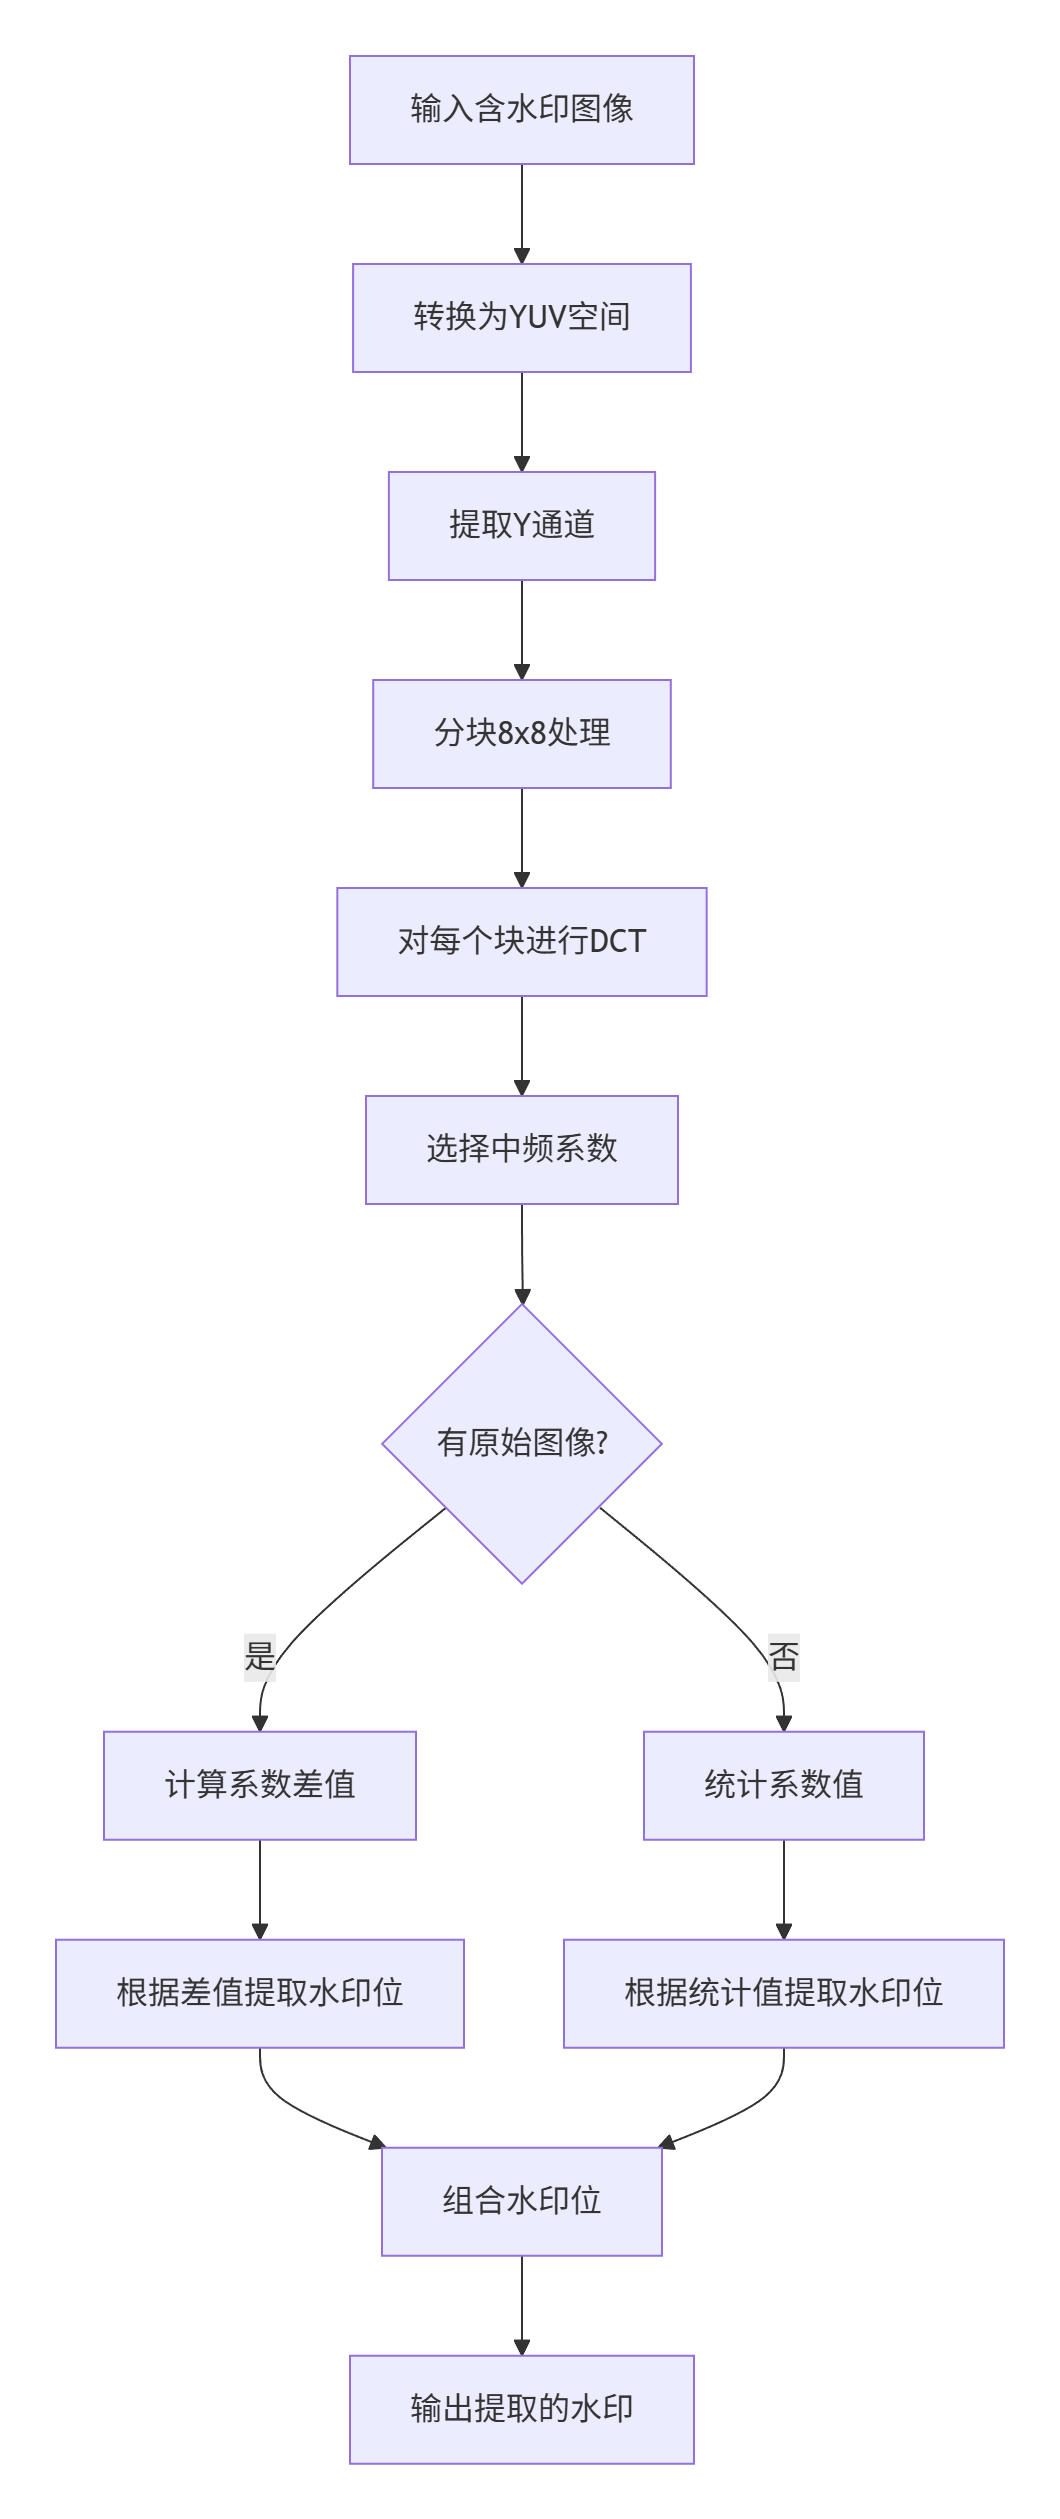 输入含水印图像
转换为YUV空间
提取Y通道
分块8x8处理
对每个块进行DCT
选择中频系数
有原始图像?
是
否
计算系数差值
统计系数值
根据差值提取水印位
根据统计值提取水印位
组合水印位
输出提取的水印